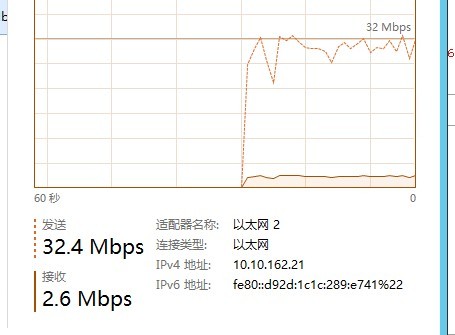 32 Mbps
6
60 秒 0
发送
32.4 Mbps
接收
2.6 Mbps
适配器名称: 以太网 2
连接类型: 以太网
IPv4 地址: 10.10.162.21
IPv6 地址: fe80::d92d:1c1c:289:e741%22